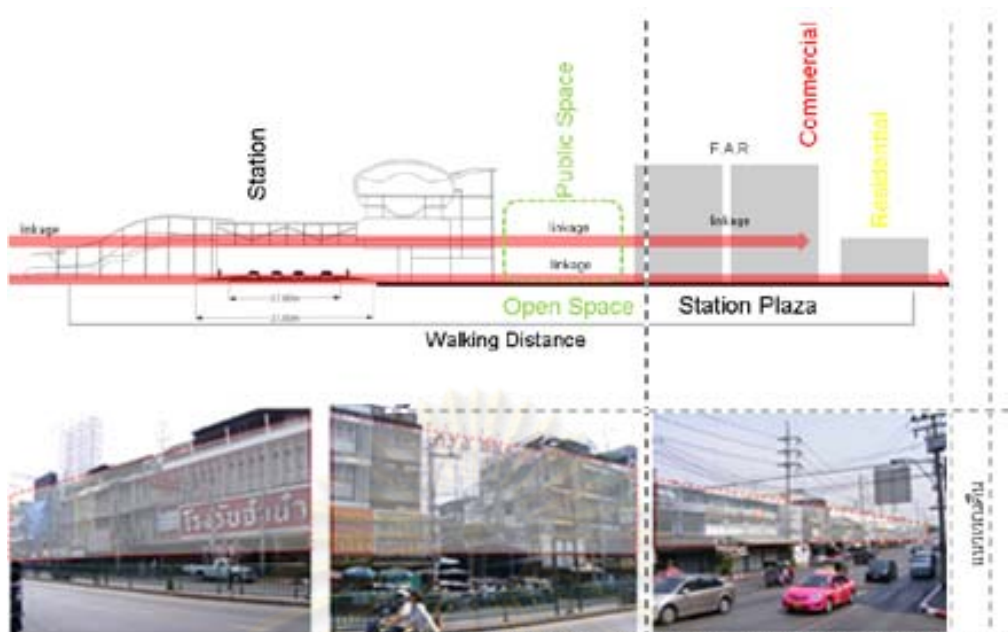 Station
Public Space
Commercial
Residential
F.A.R
linkage
linkage
linkage
linkage
Open Space
Station Plaza
Walking Distance
โรงรับจำนำ